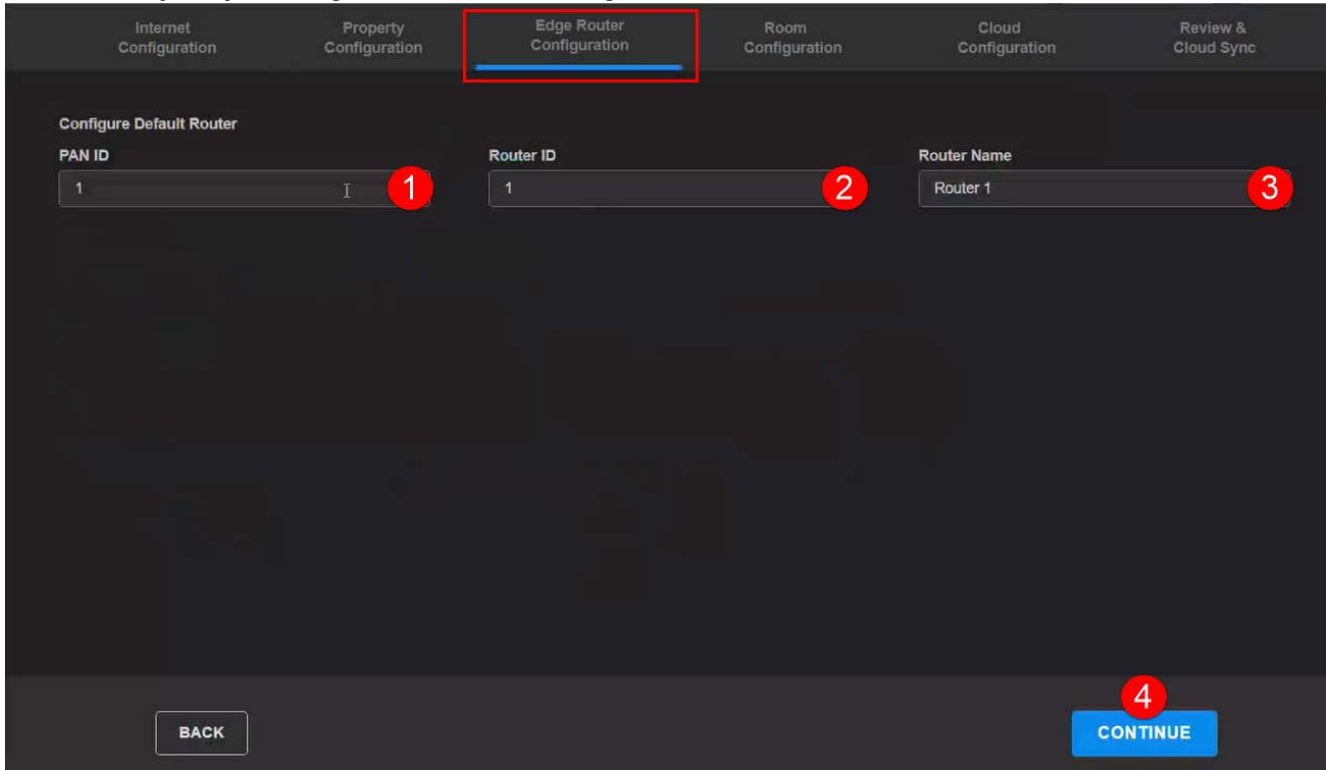 Internet
Configuration
Property
Configuration
Edge Router
Configuration
Room
Configuration
Cloud
Configuration
Review &
Cloud Sync
Configure Default Router
PAN ID
Router ID
Router Name
1
1
1
2
Router 1
3
4
BACK
CONTINUE